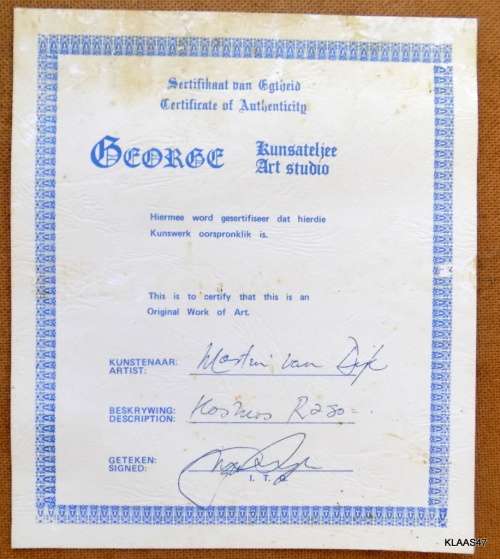 Sertifikaat van Egtheid
Certificate of Authenticity
GEORGE Kunsateljee
Art studio
Hiermee word gesertifiseer dat hierdie
Kunswerk oorspronklik is.
This is to certify that this is an
Original Work of Art.
KUNSTENAAR:
ARTIST: Martin van Dijk
BESKRYWING:
DESCRIPTION: Kosmos R250=
GETEKEN:
SIGNED:
KLAAS47